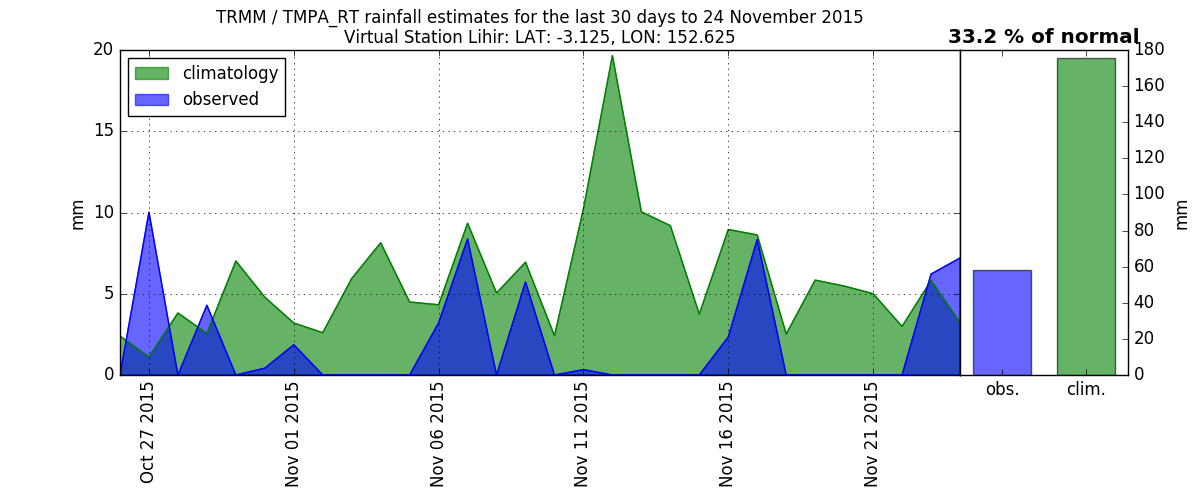 TRMM / TMPA_RT rainfall estimates for the last 30 days to 24 November 2015
Virtual Station Lihir: LAT: -3.125, LON: 152.625
33.2 % of normal
climatology
observed
20
15
10
5
0
mm
Oct 27 2015
Nov 01 2015
Nov 06 2015
Nov 11 2015
Nov 16 2015
Nov 21 2015
180
160
140
120
100
80
60
40
20
0
mm
obs.
clim.